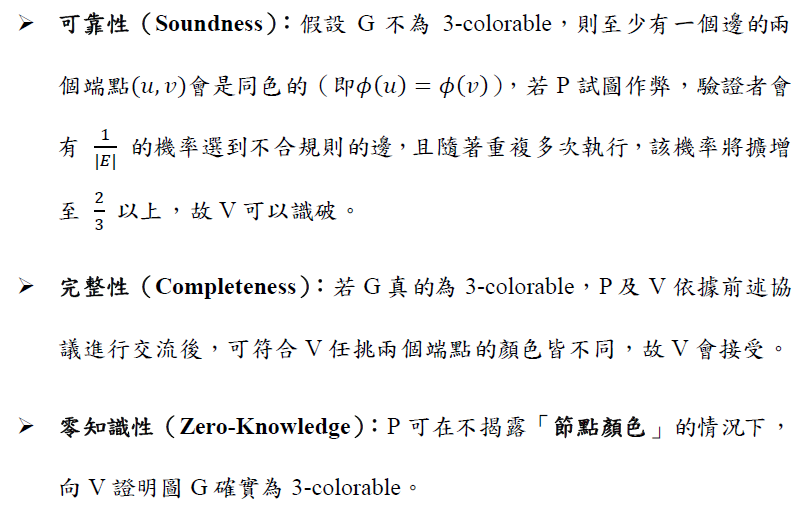 ➢ 可靠性（Soundness）：假設 G 不為 3-colorable，則至少有一個邊的兩
個端點(u, v)會是同色的（即ϕ(u) = ϕ(v)），若 P 試圖作弊，驗證者會
有 1/|E| 的機率選到不合規則的邊，且隨著重複多次執行，該機率將擴增
至 2/3 以上，故 V 可以識破。
➢ 完整性（Completeness）：若 G 真的為 3-colorable，P 及 V 依據前述協
議進行交流後，可符合 V 任挑兩個端點的顏色皆不同，故 V 會接受。
➢ 零知識性（Zero-Knowledge）：P 可在不揭露「節點顏色」的情況下，
向 V 證明圖 G 確實為 3-colorable。